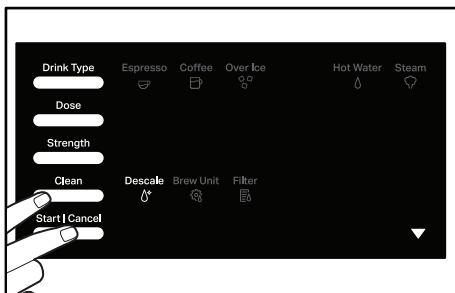 Drink Type Espresso Coffee Over Ice Hot Water Steam
Dose
Strength
Clean Descale Brew Unit Filter
Start | Cancel